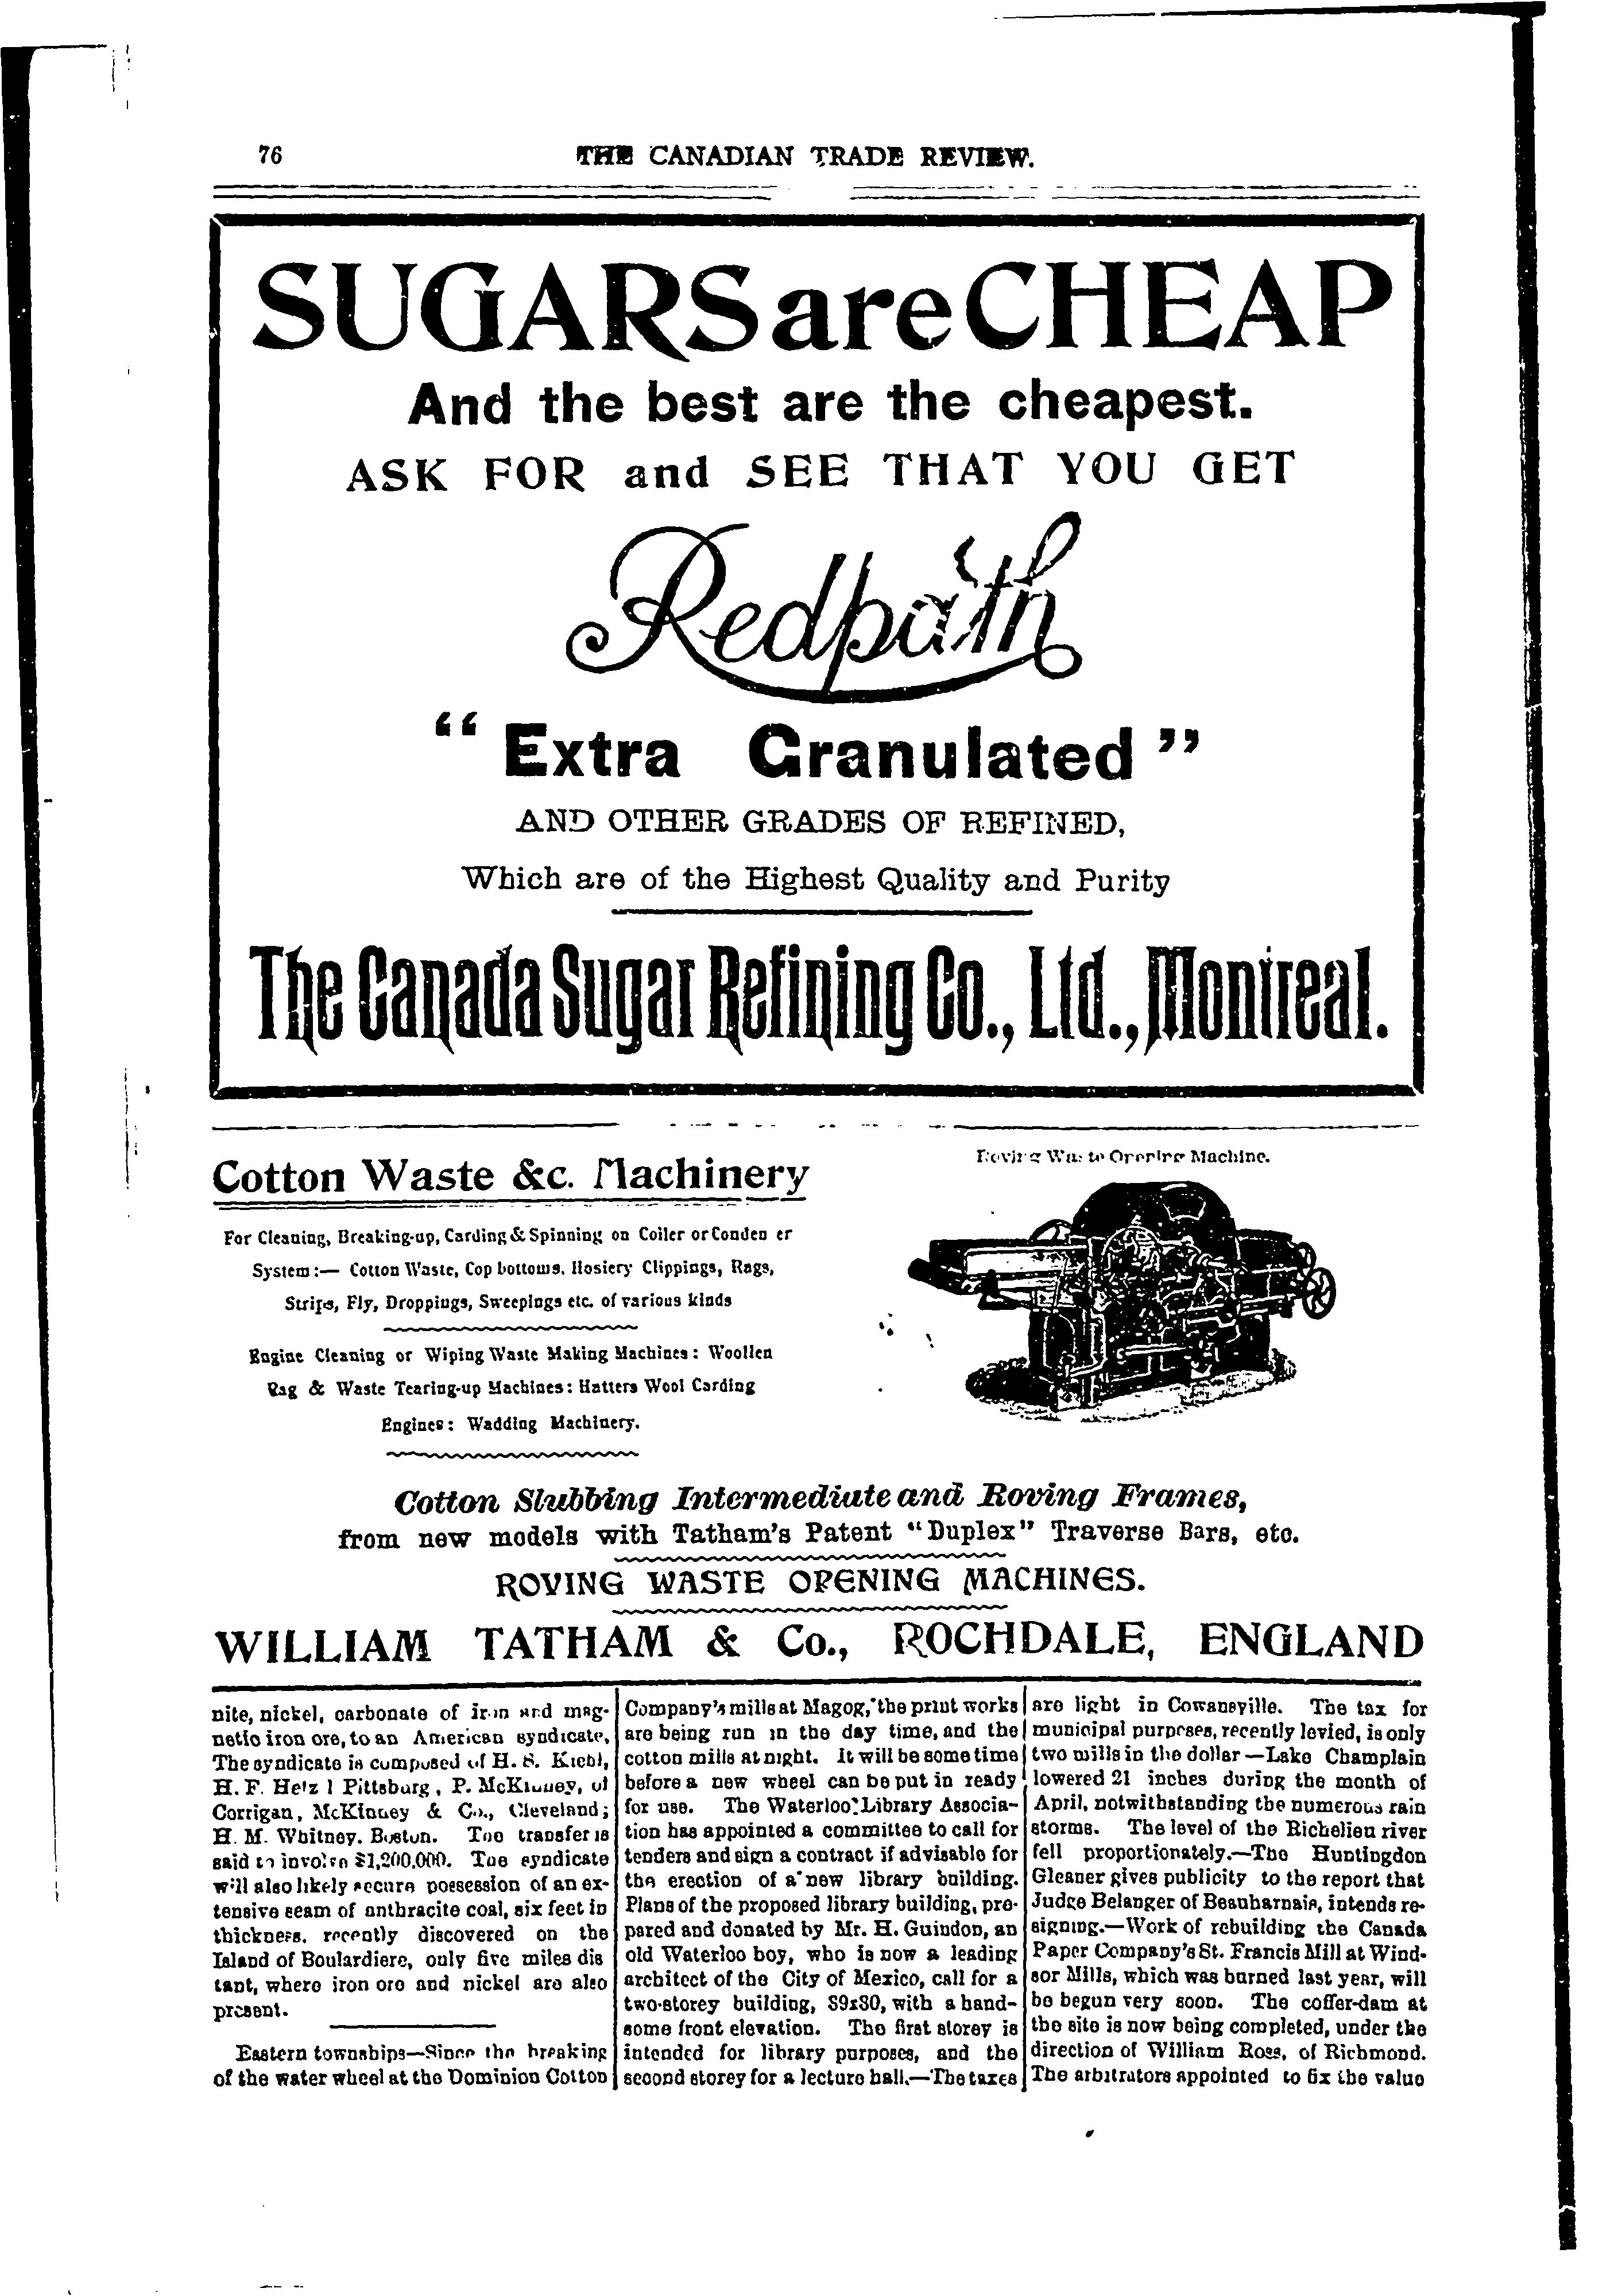 76
THE CANADIAN TRADE REVIEW.
SUGARS are CHEAP
And the best are the cheapest.
ASK FOR and SEE THAT YOU GET
Redpath
"Extra Granulated"
AND OTHER GRADES OF REFINED,
Which are of the Highest Quality and Purity
The Canada Sugar Refining Co., Ltd., Montreal.
Cotton Waste &c. Machinery
For Cleaning, Breaking-up, Carding & Spinning on Coiler or Conden er
System:— Cotton Waste, Cop bottoms, Hosiery Clippings, Rags,
Strips, Fly, Droppings, Sweepings etc. of various kinds
Engine Cleaning or Wiping Waste Making Machines: Woollen
Rag & Waste Tearing-up Machines: Hatters Wool Carding
Engines: Wadding Machinery.
Roving Waste Opening Machine.
Cotton Slubbing Intermediate and Roving Frames,
from new models with Tatham's Patent "Duplex" Traverse Bars, etc.
ROVING WASTE OPENING MACHINES.
WILLIAM TATHAM & Co., ROCHDALE, ENGLAND
nite, nickel, carbonate of iron and mag-
netic iron ore, to an American syndicate,
The syndicate is composed of H. S.
H. F. Pittsburg, P. McKinney, of
Corrigan, McKinney & Co., Cleveland;
H. M. Whitney, Boston. The transfer is
said to involve $1,200,000. The syndicate
will also likely secure possession of an ex-
tensive seam of anthracite coal, six feet in
thickness, recently discovered on the
Island of Boulardiere, only five miles dis
tant, where iron ore and nickel are also
present.
Eastern townships—Since the breaking
of the water wheel at the Dominion Cotton
Company's mills at Magog, the print works
are being run in the day time, and the
cotton mills at night. It will be some time
before a new wheel can be put in ready
for use. The Waterloo Library Associa-
tion has appointed a committee to call for
tenders and sign a contract if advisable for
the erection of a new library building.
Plans of the proposed library building, pre-
pared and donated by Mr. H. Guindon, an
old Waterloo boy, who is now a leading
architect of the City of Mexico, call for a
two-storey building, with a hand-
some front elevation. The first storey is
intended for library purposes, and the
second storey for a lecture hall.—The taxes
are light in Cowansville. The tax for
municipal purposes, recently levied, is only
two mills in the dollar—Lake Champlain
lowered 21 inches during the month of
April, notwithstanding the numerous rain
storms. The level of the Richelieu river
fell proportionately.—The Huntingdon
Gleaner gives publicity to the report that
Judge Belanger of Beauharnais, intends re-
signing.—Work of rebuilding the Canada
Paper Company's St. Francis Mill at Wind-
sor Mills, which was burned last year, will
be begun very soon. The coffer-dam at
the site is now being completed, under the
direction of William Ross, of Richmond.
The arbitrators appointed to fix the value